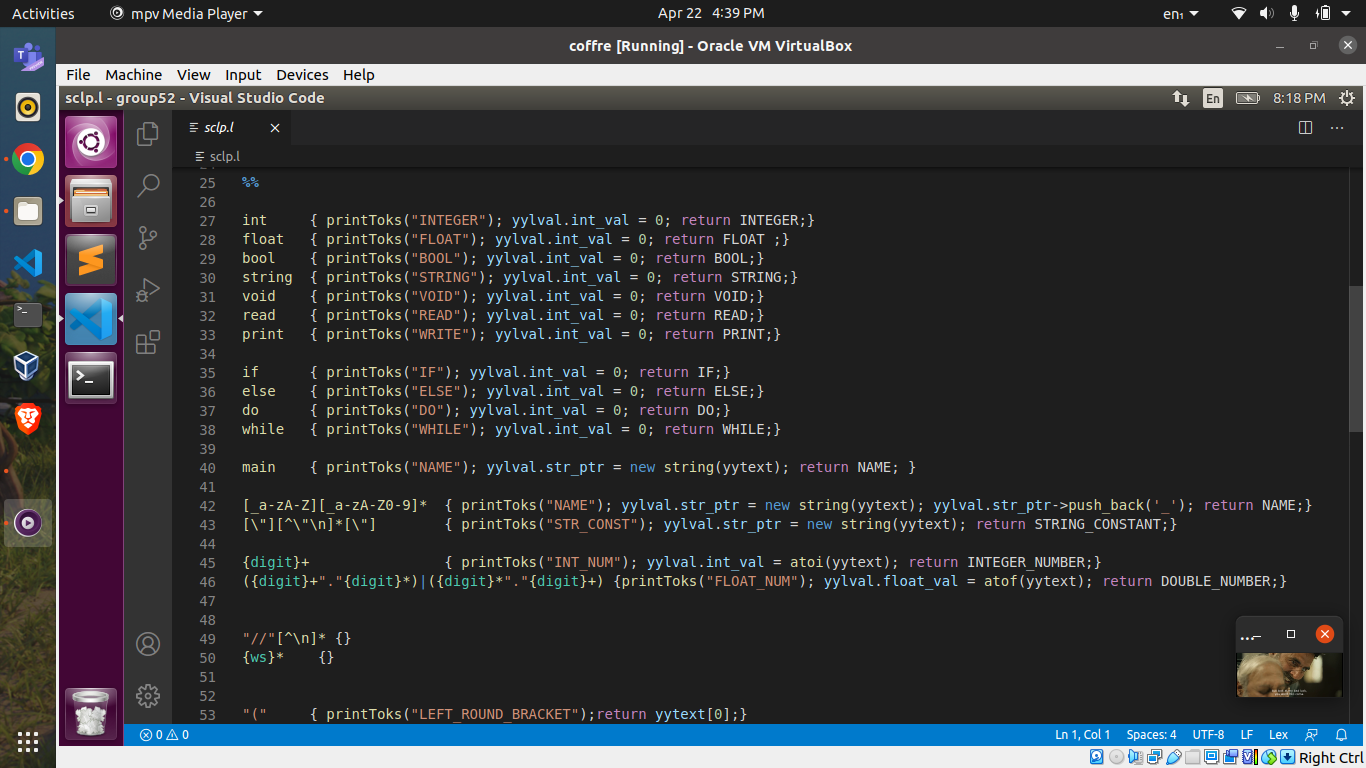 Activities mpv Media Player Apr 22 4:39 PM en₁
coffre [Running] - Oracle VM VirtualBox
File Machine View Input Devices Help
sclp.l - group52 - Visual Studio Code En 8:18 PM
sclp.l
sclp.l
25 %%
26
27 int { printToks("INTEGER"); yylval.int_val = 0; return INTEGER;}
28 float { printToks("FLOAT"); yylval.int_val = 0; return FLOAT ;}
29 bool { printToks("BOOL"); yylval.int_val = 0; return BOOL;}
30 string { printToks("STRING"); yylval.int_val = 0; return STRING;}
31 void { printToks("VOID"); yylval.int_val = 0; return VOID;}
32 read { printToks("READ"); yylval.int_val = 0; return READ;}
33 print { printToks("WRITE"); yylval.int_val = 0; return PRINT;}
34
35 if { printToks("IF"); yylval.int_val = 0; return IF;}
36 else { printToks("ELSE"); yylval.int_val = 0; return ELSE;}
37 do { printToks("DO"); yylval.int_val = 0; return DO;}
38 while { printToks("WHILE"); yylval.int_val = 0; return WHILE;}
39
40 main { printToks("NAME"); yylval.str_ptr = new string(yytext); return NAME; }
41
42 [_a-zA-Z][_a-zA-Z0-9]* { printToks("NAME"); yylval.str_ptr = new string(yytext); yylval.str_ptr->push_back('_'); return NAME;}
43 [\"][^\"\n]*[\"] { printToks("STR_CONST"); yylval.str_ptr = new string(yytext); return STRING_CONSTANT;}
44
45 {digit}+ { printToks("INT_NUM"); yylval.int_val = atoi(yytext); return INTEGER_NUMBER;}
46 ({digit}+"."{digit}*)|({digit}*"."{digit}+) {printToks("FLOAT_NUM"); yylval.float_val = atof(yytext); return DOUBLE_NUMBER;}
47
48
49 "//"[^\n]* {}
50 {ws}* {}
51
52
53 "(" { printToks("LEFT_ROUND_BRACKET");return yytext[0];}
0 0 Ln 1, Col 1 Spaces: 4 UTF-8 LF Lex
Right Ctrl